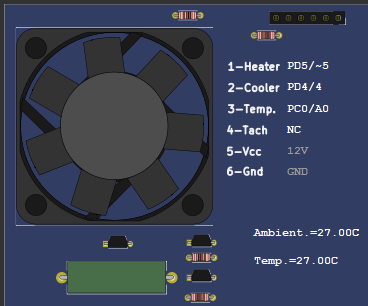 1-Heater PD5/~5
2-Cooler PD4/4
3-Temp. PC0/A0
4-Tach NC
5-Vcc 12V
6-Gnd GND
Ambient.=27.00C
Temp.=27.00C